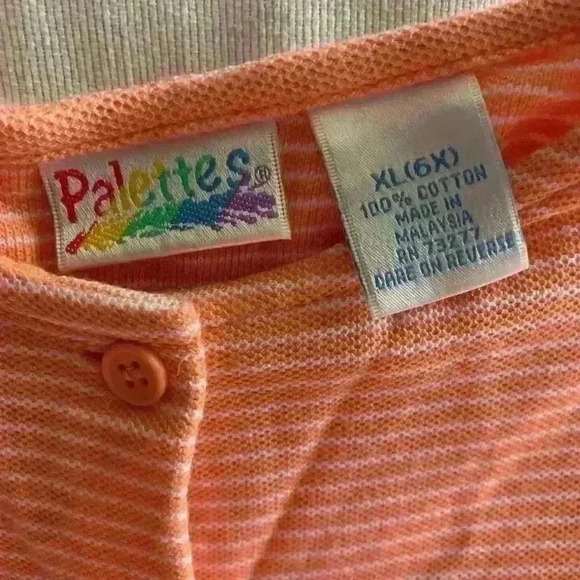 Palettes®
XL(6X)
100% COTTON
MADE IN
MALAYSIA
RN 73277
CARE ON REVERSE